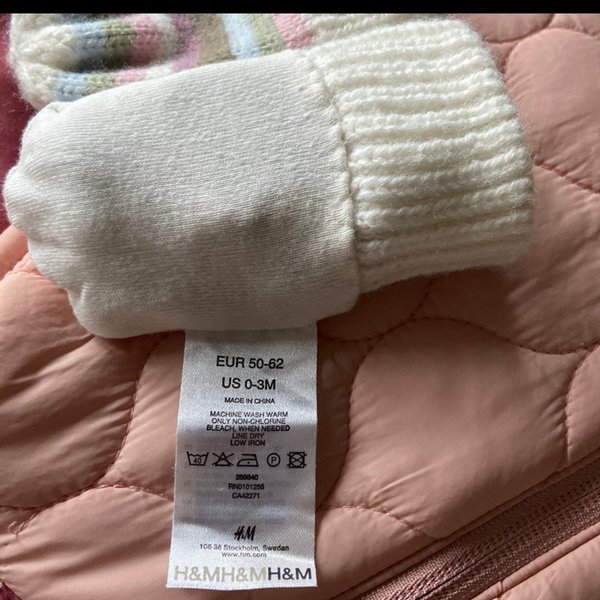 EUR 50-62
US 0-3M
MADE IN CHINA
MACHINE WASH WARM
ONLY NON-CHLORINE
BLEACH, WHEN NEEDED
LINE DRY
LOW IRON
40
P
289840
RN0101255
CA42271
H&M
106 38 Stockholm, Sweden
www.hm.com
H&MH&MH&M